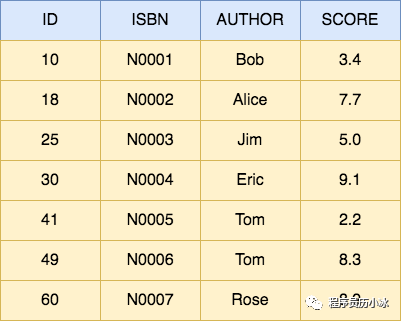 ID ISBN AUTHOR SCORE
10 N0001 Bob 3.4
18 N0002 Alice 7.7
25 N0003 Jim 5.0
30 N0004 Eric 9.1
41 N0005 Tom 2.2
49 N0006 Tom 8.3
60 N0007 Rose
程序员历小冰